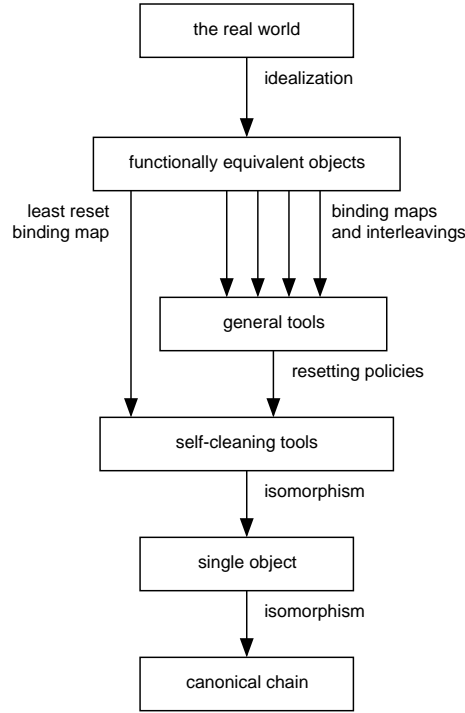 the real world
idealization
functionally equivalent objects
least reset
binding map
binding maps
and interleavings
general tools
resetting policies
self-cleaning tools
isomorphism
single object
isomorphism
canonical chain